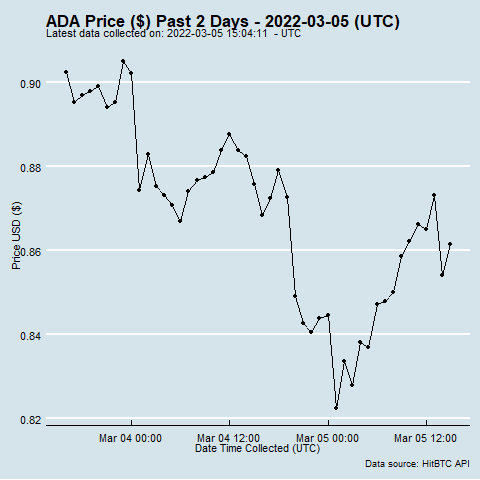 ADA Price ($) Past 2 Days - 2022-03-05 (UTC)
Latest data collected on: 2022-03-05 15:04:11  - UTC
Price USD ($)
0.90
0.88
0.86
0.84
0.82
Mar 04 00:00
Mar 04 12:00
Mar 05 00:00
Mar 05 12:00
Date Time Collected (UTC)
Data source: HitBTC API